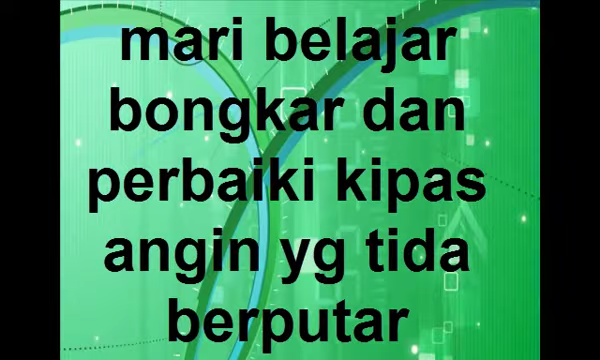 mari belajar
bongkar dan
perbaiki kipas
angin yg tida
berputar